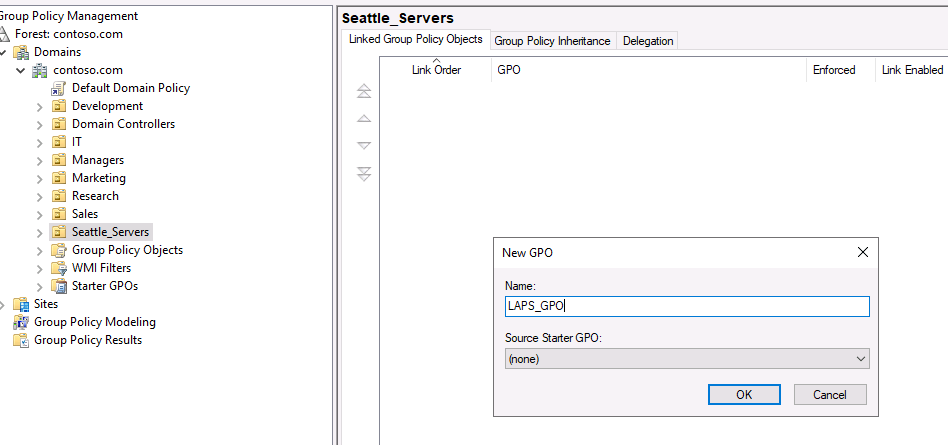 Group Policy Management
Forest: contoso.com
Domains
contoso.com
Default Domain Policy
Development
Domain Controllers
IT
Managers
Marketing
Research
Sales
Seattle_Servers
Group Policy Objects
WMI Filters
Starter GPOs
Sites
Group Policy Modeling
Group Policy Results
Seattle_Servers
Linked Group Policy Objects Group Policy Inheritance Delegation
Link Order GPO Enforced Link Enabled
New GPO
Name:
LAPS_GPO
Source Starter GPO:
(none)
OK Cancel